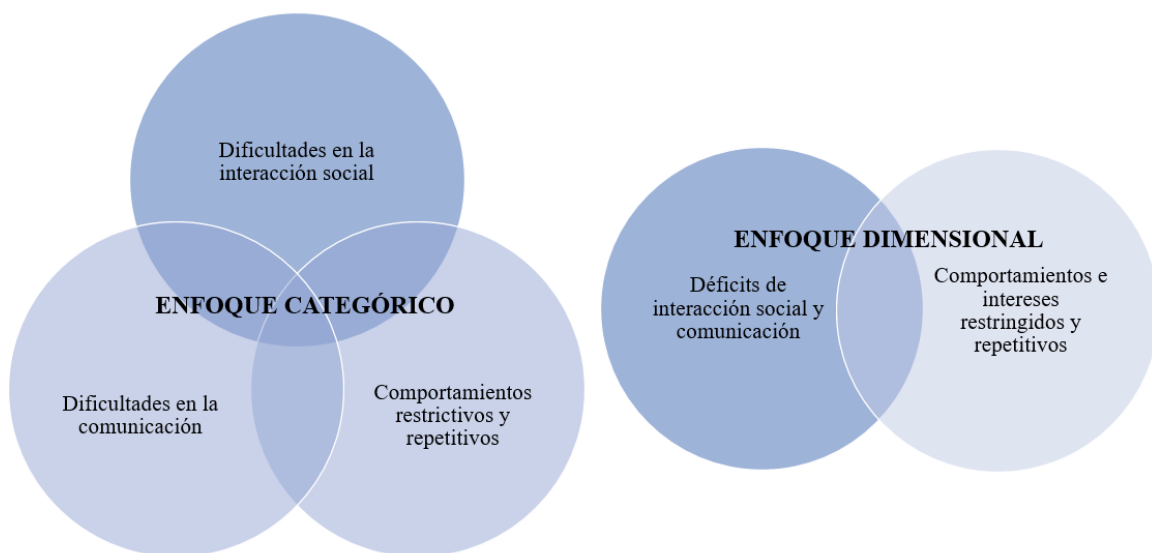 Dificultades en la
interacción social
ENFOQUE CATEGÓRICO
Dificultades en la
comunicación
Comportamientos
restrictivos y
repetitivos
ENFOQUE DIMENSIONAL
Déficits de
interacción social y
comunicación
Comportamientos e
intereses
restringidos y
repetitivos